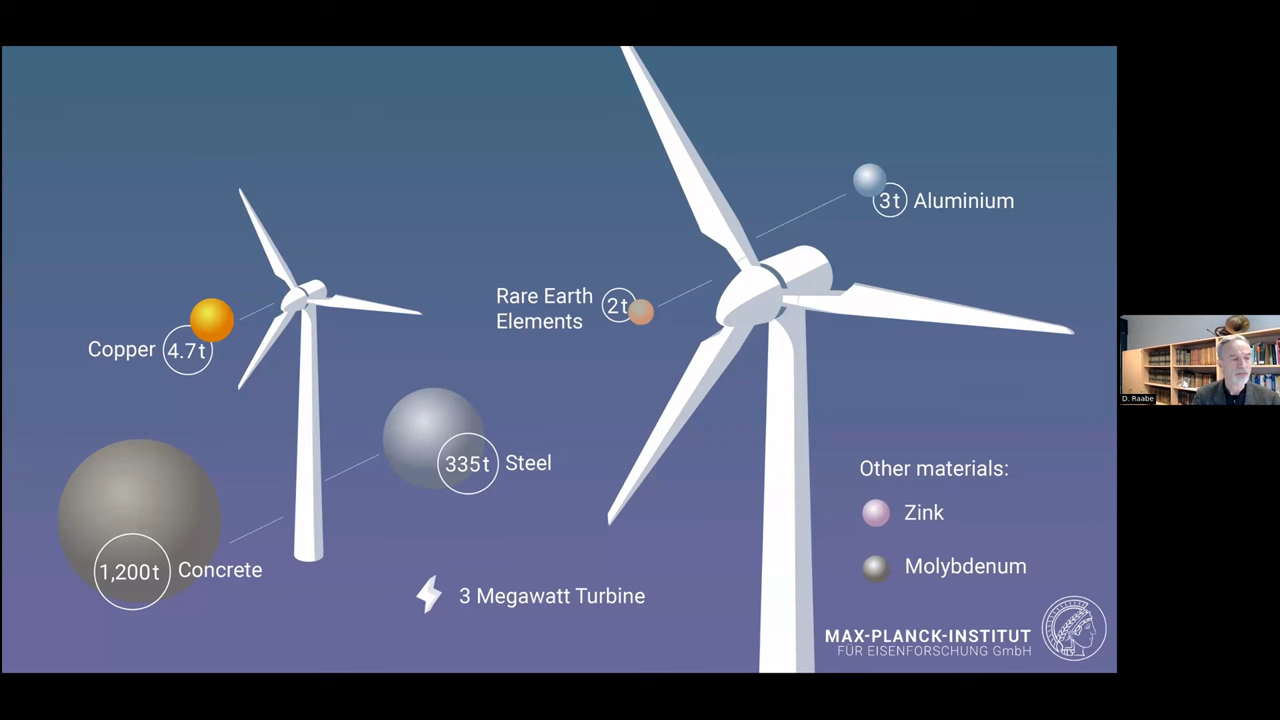 3t Aluminium
Rare Earth
Elements
2t
Copper 4.7t
335t Steel
Other materials:
Zink
Molybdenum
1,200t Concrete
3 Megawatt Turbine
MAX-PLANCK-INSTITUT
FÜR EISENFORSCHUNG GmbH
D. Raabe